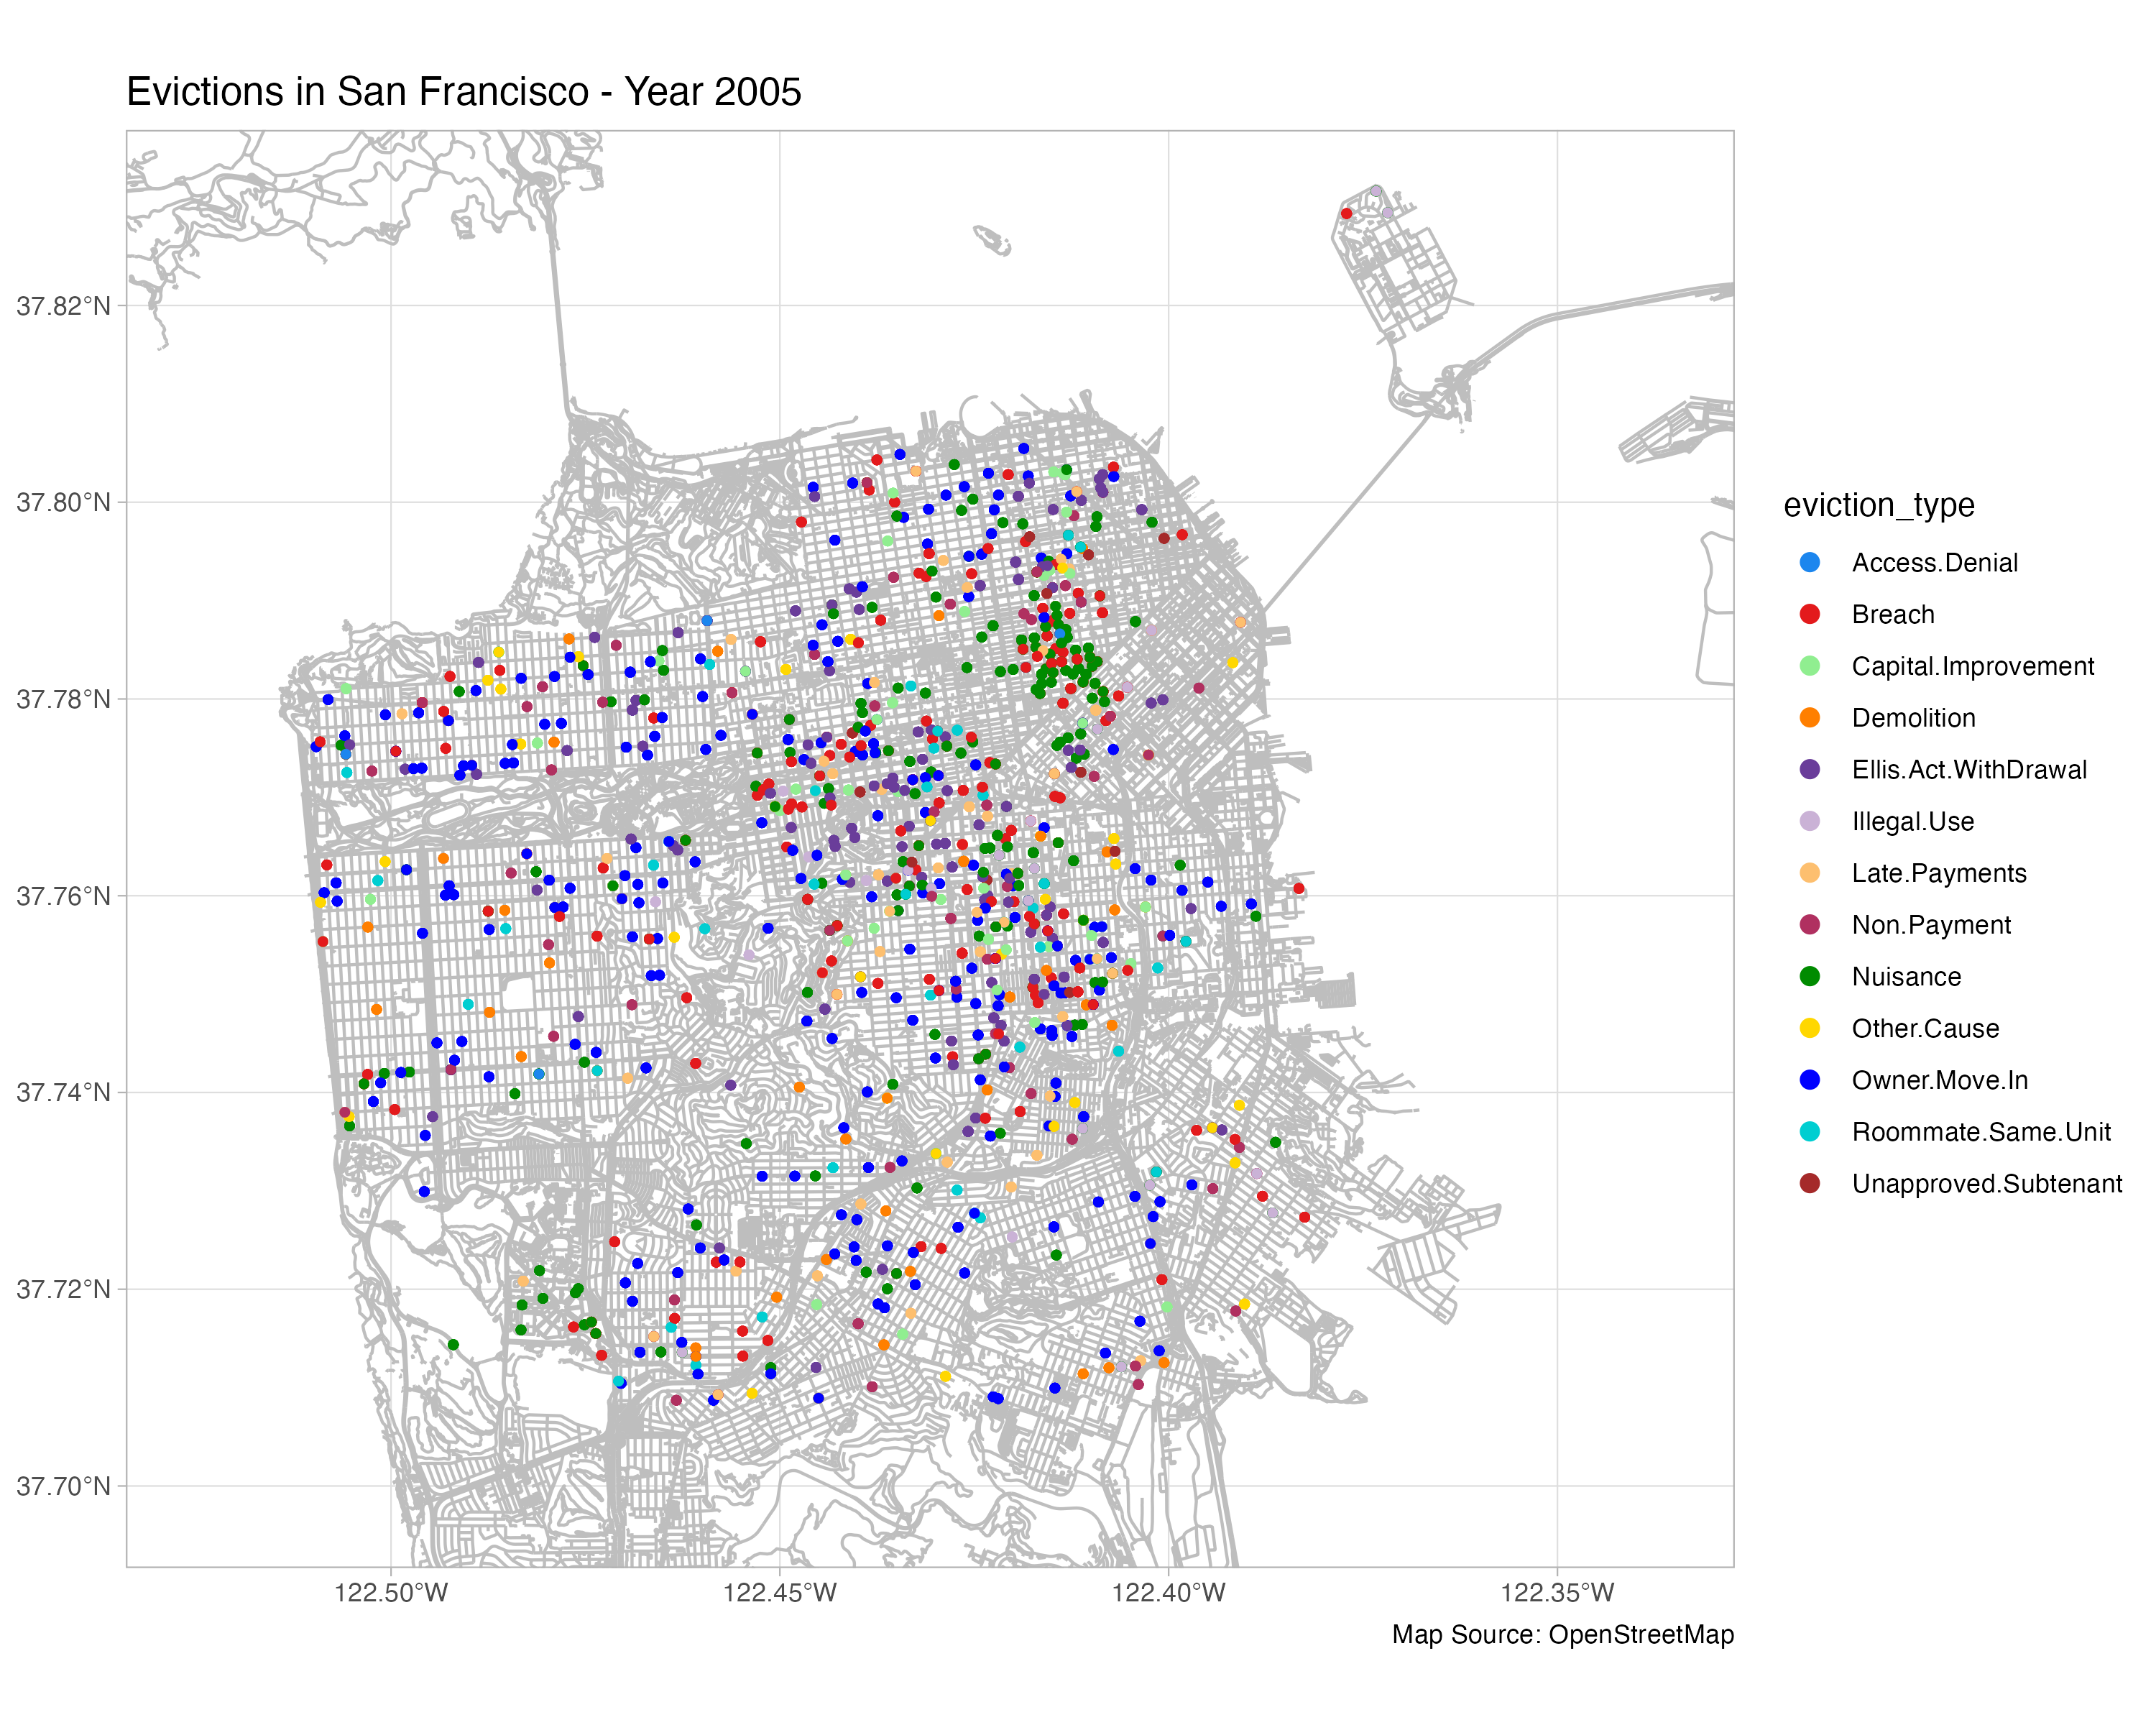 Evictions in San Francisco - Year 2005
37.82°N
37.80°N
37.78°N
37.76°N
37.74°N
37.72°N
37.70°N
122.50°W
122.45°W
122.40°W
122.35°W
Map Source: OpenStreetMap
eviction_type
Access.Denial
Breach
Capital.Improvement
Demolition
Ellis.Act.WithDrawal
Illegal.Use
Late.Payments
Non.Payment
Nuisance
Other.Cause
Owner.Move.In
Roommate.Same.Unit
Unapproved.Subtenant